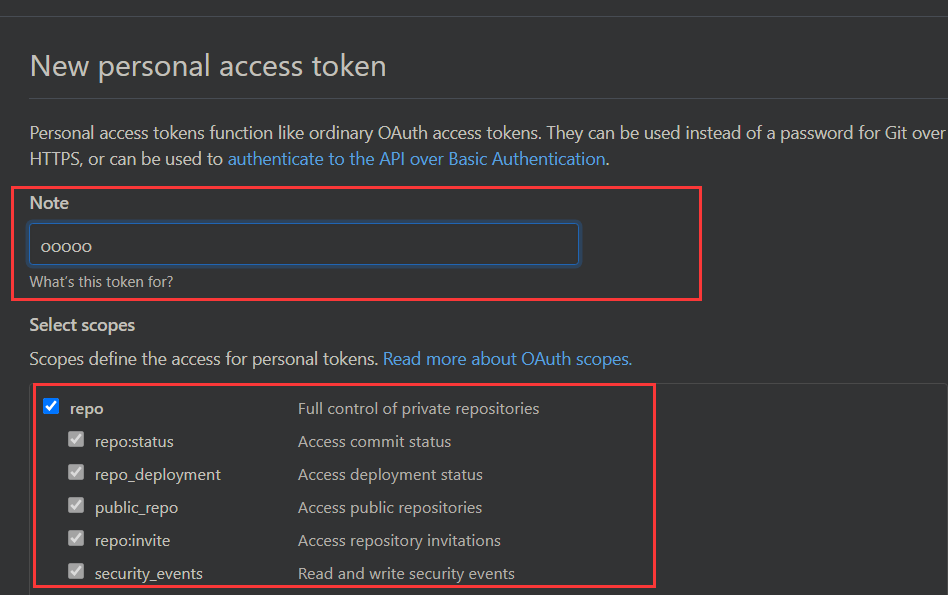 New personal access token
Personal access tokens function like ordinary OAuth access tokens. They can be used instead of a password for Git over
HTTPS, or can be used to authenticate to the API over Basic Authentication.
Note
ooooo
What's this token for?
Select scopes
Scopes define the access for personal tokens. Read more about OAuth scopes.
repo Full control of private repositories
repo:status Access commit status
repo_deployment Access deployment status
public_repo Access public repositories
repo:invite Access repository invitations
security_events Read and write security events